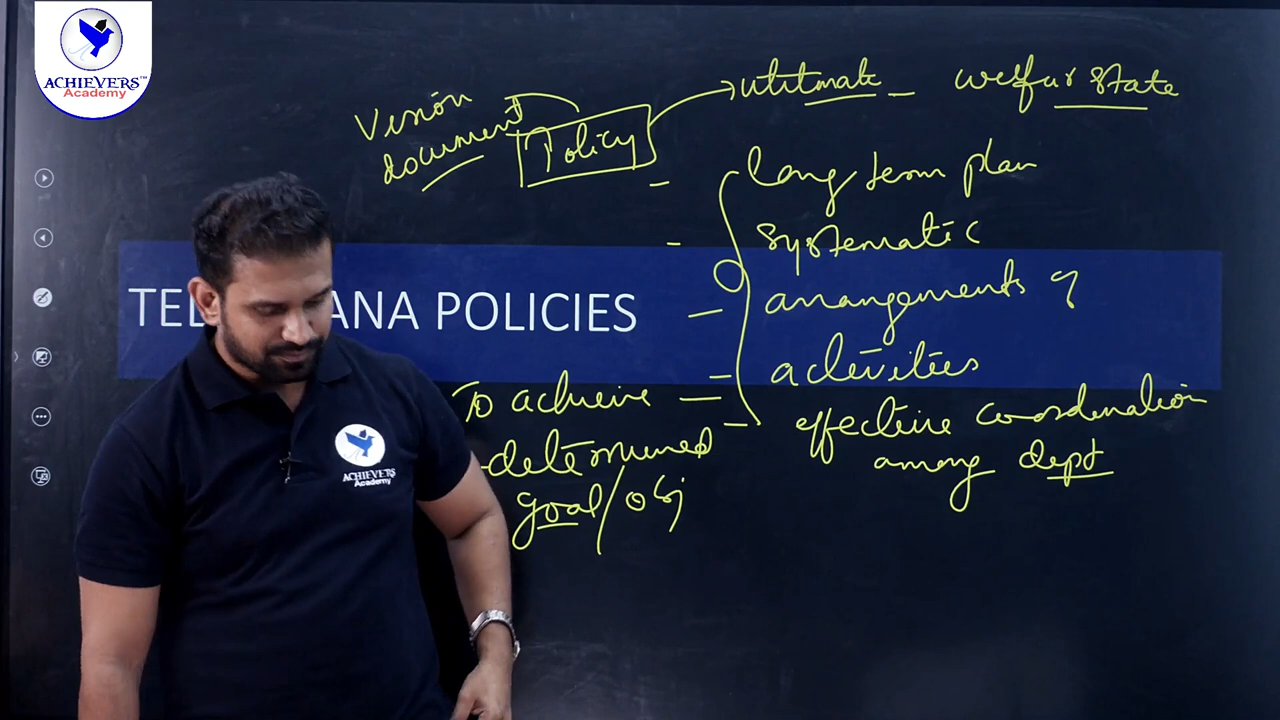 ACHIEVERS™
Academy
Vision
document
Policy
ultimate - welfare state
long term plan
systematic
arrangements of
activities
effective coordination
among dept
TEL ANA POLICIES
To achieve
determined
goal/obj
ACHIEVERS
Academy